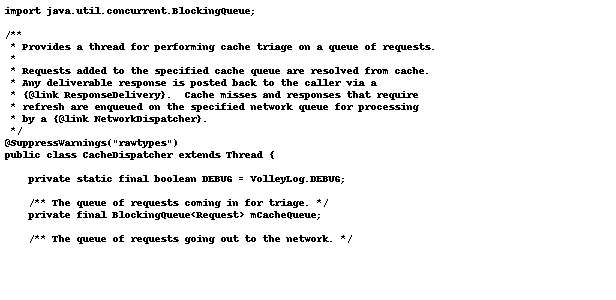 import java.util.concurrent.BlockingQueue;
/**
 * Provides a thread for performing cache triage on a queue of requests.
 *
 * Requests added to the specified cache queue are resolved from cache.
 * Any deliverable response is posted back to the caller via a
 * {@link ResponseDelivery}.  Cache misses and responses that require
 * refresh are enqueued on the specified network queue for processing
 * by a {@link NetworkDispatcher}.
 */
@SuppressWarnings("rawtypes")
public class CacheDispatcher extends Thread {
    private static final boolean DEBUG = VolleyLog.DEBUG;
    /** The queue of requests coming in for triage. */
    private final BlockingQueue<Request> mCacheQueue;
    /** The queue of requests going out to the network. */